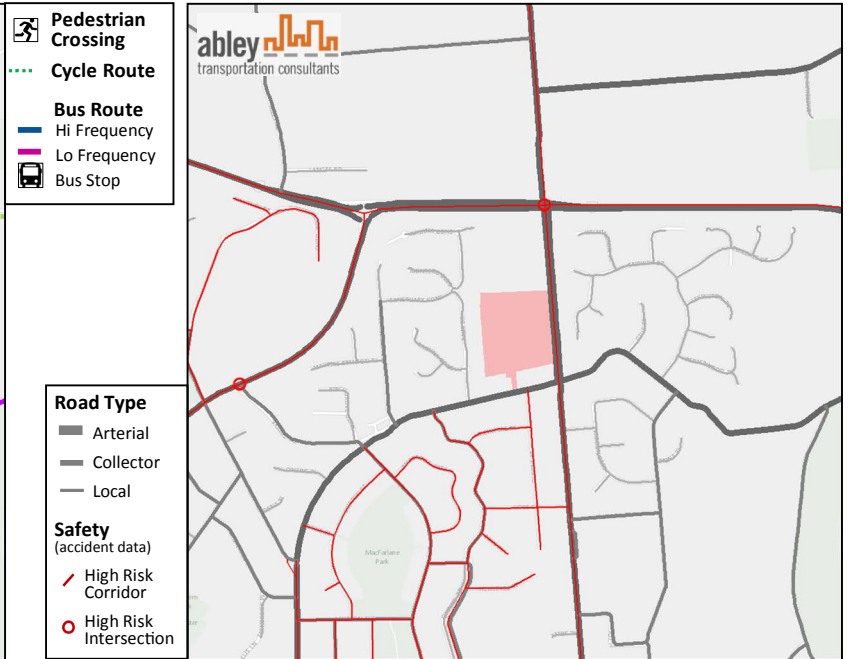 Pedestrian
Crossing
Cycle Route
Bus Route
Hi Frequency
Lo Frequency
Bus Stop
abley
transportation consultants
Road Type
Arterial
Collector
Local
Safety
(accident data)
High Risk
Corridor
High Risk
Intersection
MacFarlane
Park